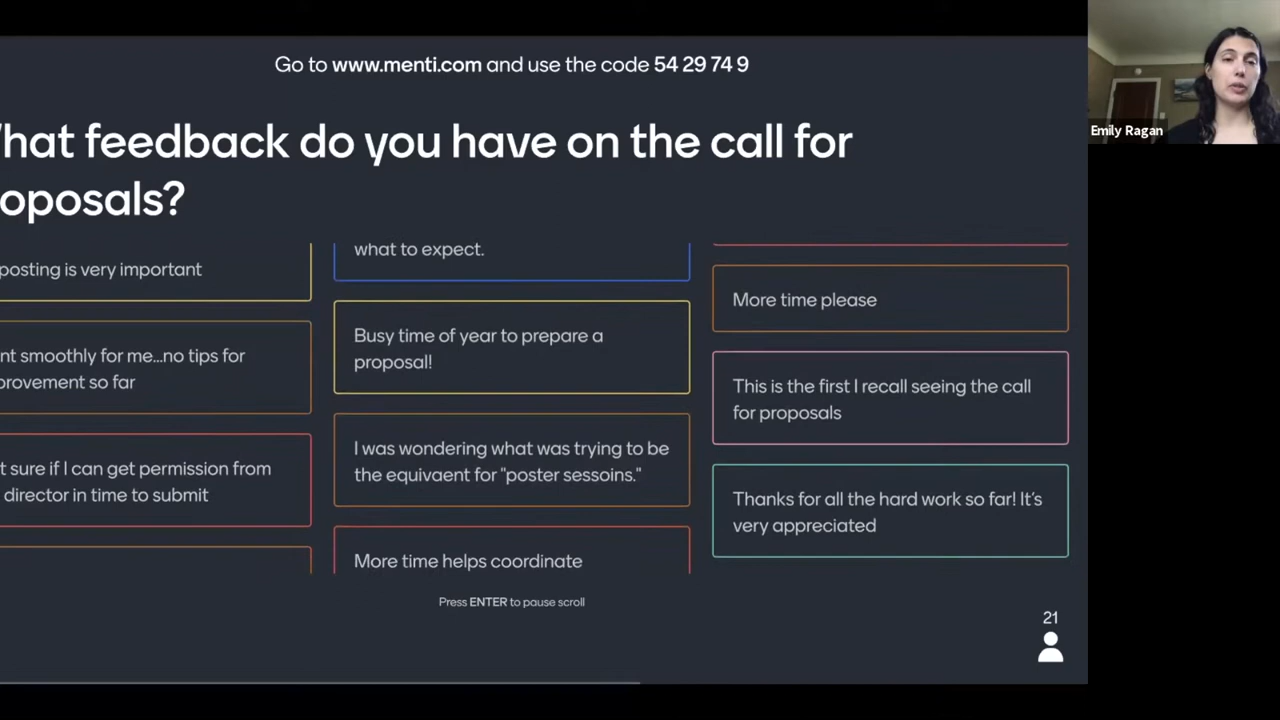 Go to www.menti.com and use the code 54 29 74 9
hat feedback do you have on the call for
oposals?
posting is very important
nt smoothly for me...no tips for
provement so far
t sure if I can get permission from
director in time to submit
what to expect.
Busy time of year to prepare a
proposal!
I was wondering what was trying to be
the equivaent for "poster sessoins."
More time helps coordinate
More time please
This is the first I recall seeing the call
for proposals
Thanks for all the hard work so far! It's
very appreciated
Press ENTER to pause scroll
21
Emily Ragan